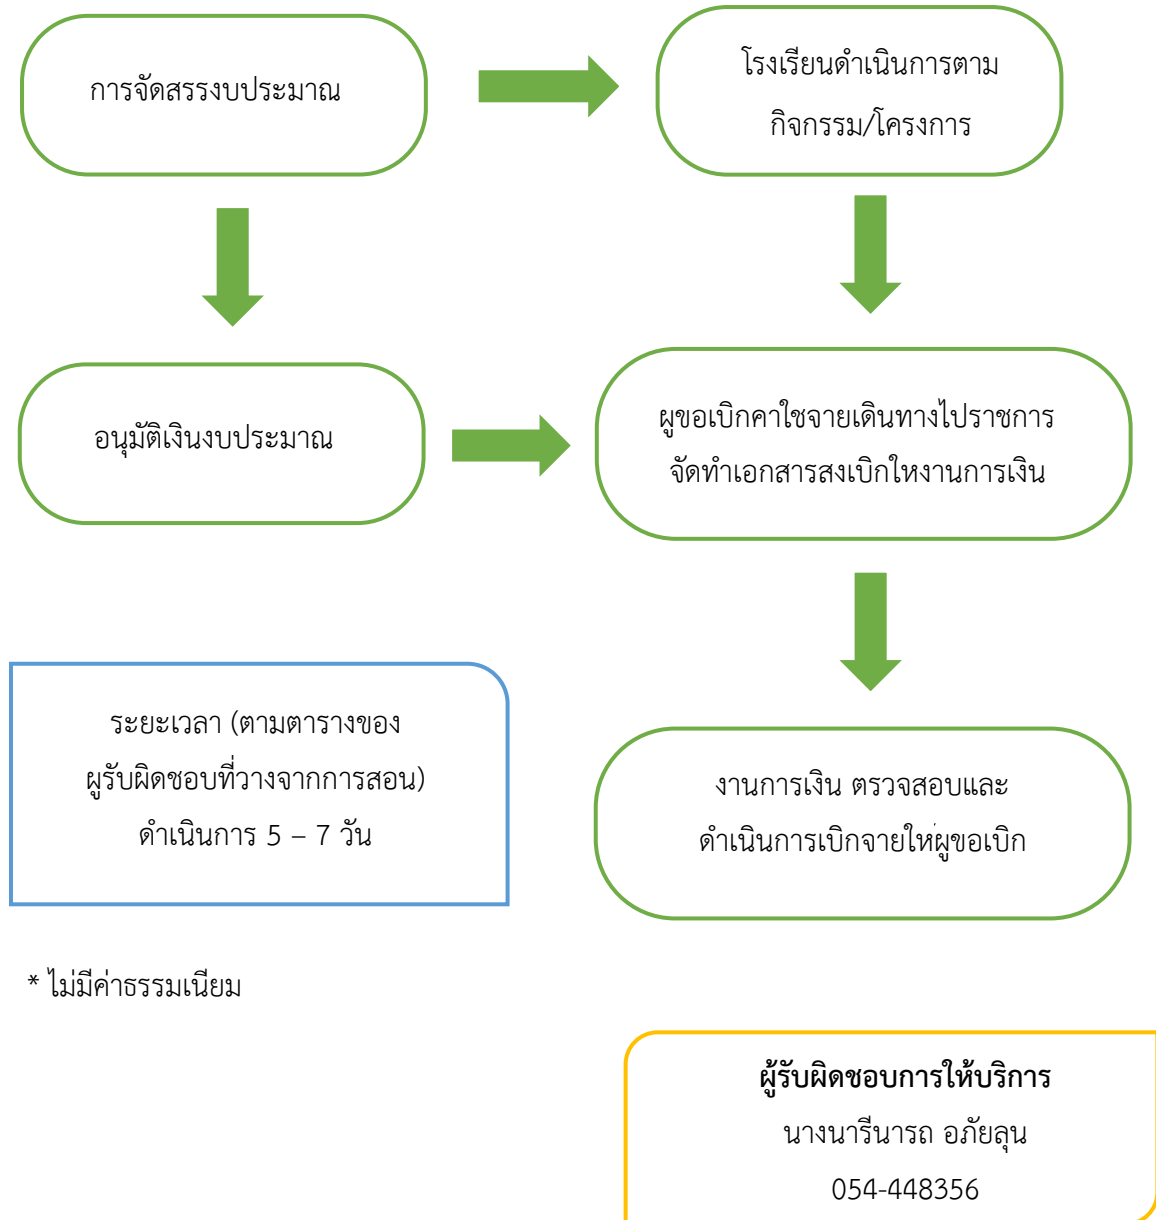 การจัดสรรงบประมาณ
โรงเรียนดำเนินการตาม
กิจกรรม/โครงการ
อนุมัติเงินงบประมาณ
ผูขอเบิกคาใชจายเดินทางไปราชการ
จัดทำเอกสารสงเบิกใหงานการเงิน
ระยะเวลา (ตามตารางของ
ผูรับผิดชอบที่วางจากการสอน)
ดำเนินการ 5 – 7 วัน
งานการเงิน ตรวจสอบและ
ดำเนินการเบิกจายให่ผูขอเบิก
* ไม่มีค่าธรรมเนียม
ผู้รับผิดชอบการให้บริการ
นางนารีนารถ อภัยลุน
054-448356